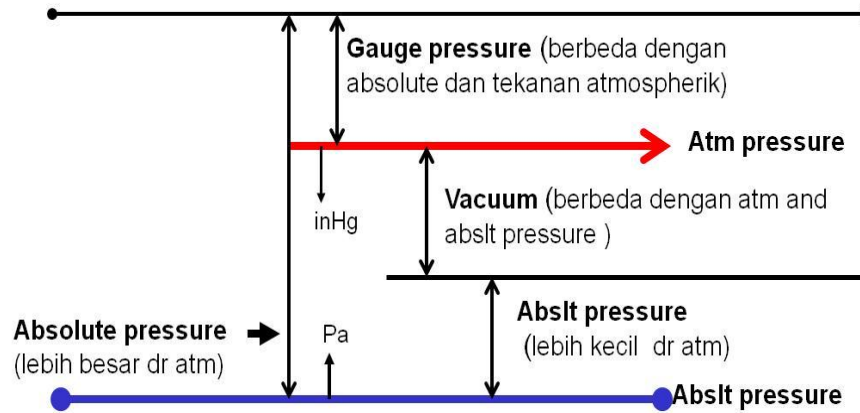 Gauge pressure (berbeda dengan
absolute dan tekanan atmospherik)
Atm pressure
Vacuum (berbeda dengan atm and
abslt pressure )
inHg
Abslt pressure
(lebih kecil dr atm)
Absolute pressure
(lebih besar dr atm)
Pa
Abslt pressure